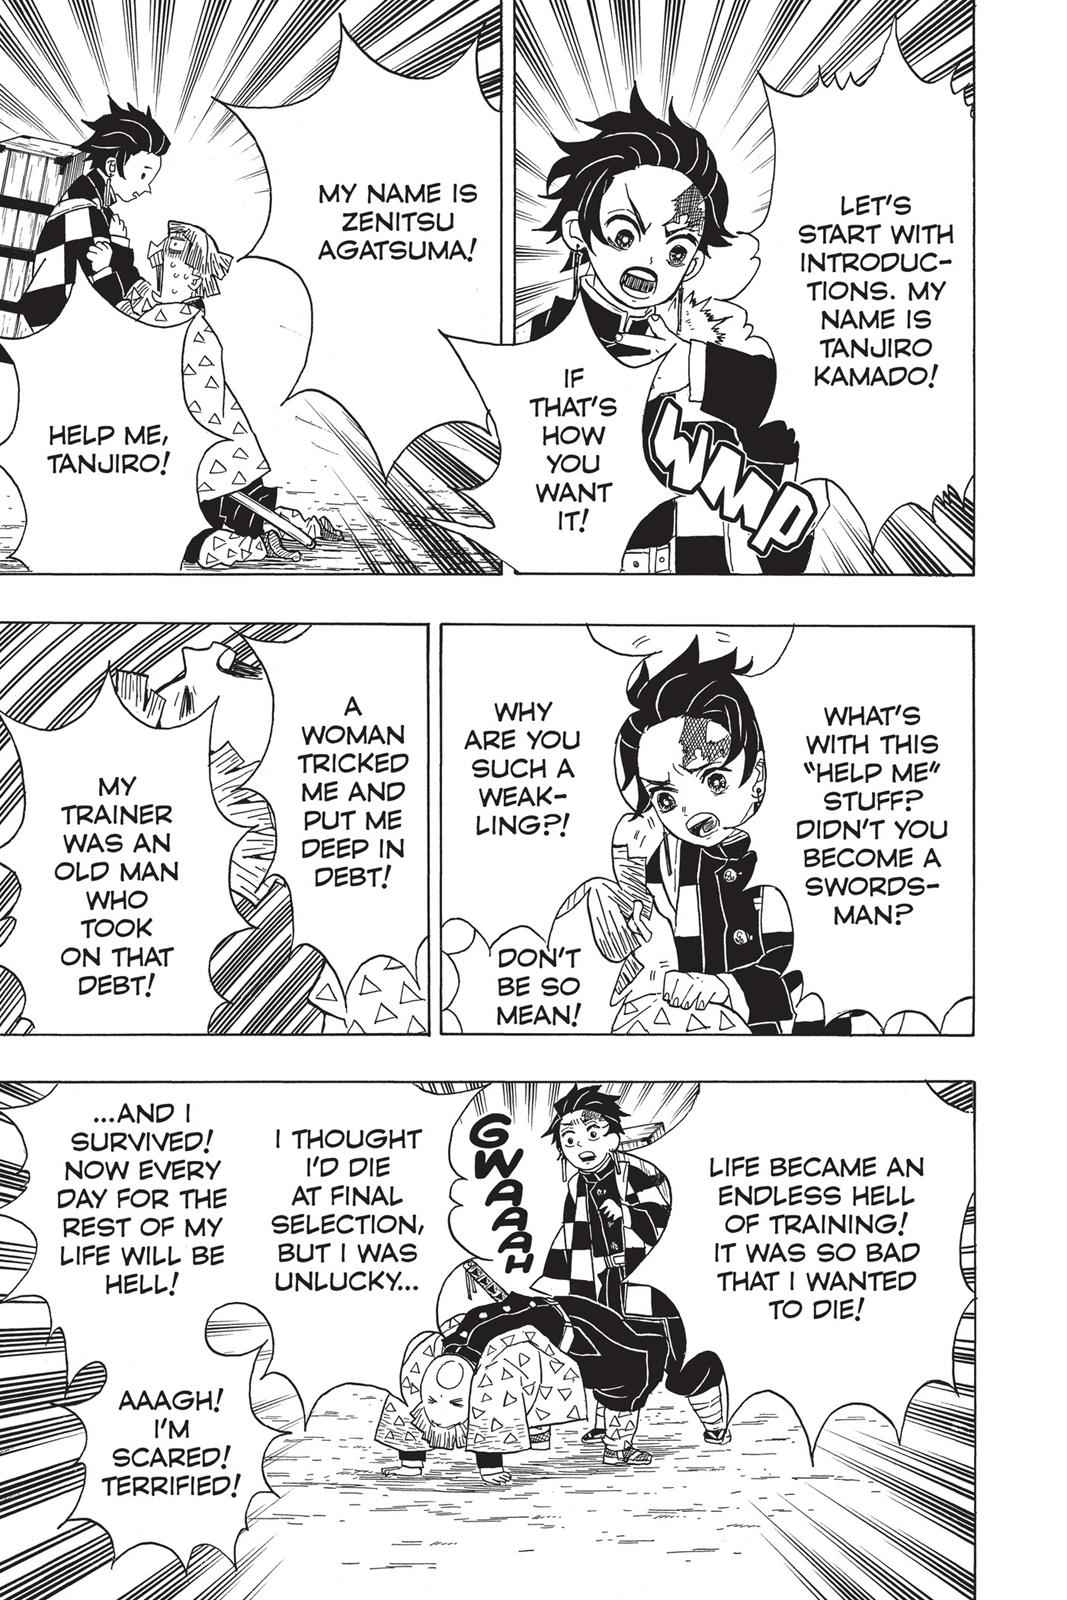 LET'S
START WITH
INTRODUC-
TIONS. MY
NAME IS
TANJIRO
KAMADO!
IF
THAT'S
HOW
YOU
WANT
IT!
WMP
MY NAME IS
ZENITSU
AGATSUMA!
HELP ME,
TANJIRO!
WHAT'S
WITH THIS
"HELP ME"
STUFF?
DIDN'T YOU
BECOME A
SWORDS-
MAN?
WHY
ARE YOU
SUCH A
WEAK-
LING?!
DON'T
BE SO
MEAN!
A
WOMAN
TRICKED
ME AND
PUT ME
DEEP IN
DEBT!
MY
TRAINER
WAS AN
OLD MAN
WHO
TOOK
ON THAT
DEBT!
LIFE BECAME AN
ENDLESS HELL
OF TRAINING!
IT WAS SO BAD
THAT I WANTED
TO DIE!
GWAAAH
I THOUGHT
I'D DIE
AT FINAL
SELECTION,
BUT I WAS
UNLUCKY...
...AND I
SURVIVED!
NOW EVERY
DAY FOR THE
REST OF MY
LIFE WILL BE
HELL!
AAAGH!
I'M
SCARED!
TERRIFIED!